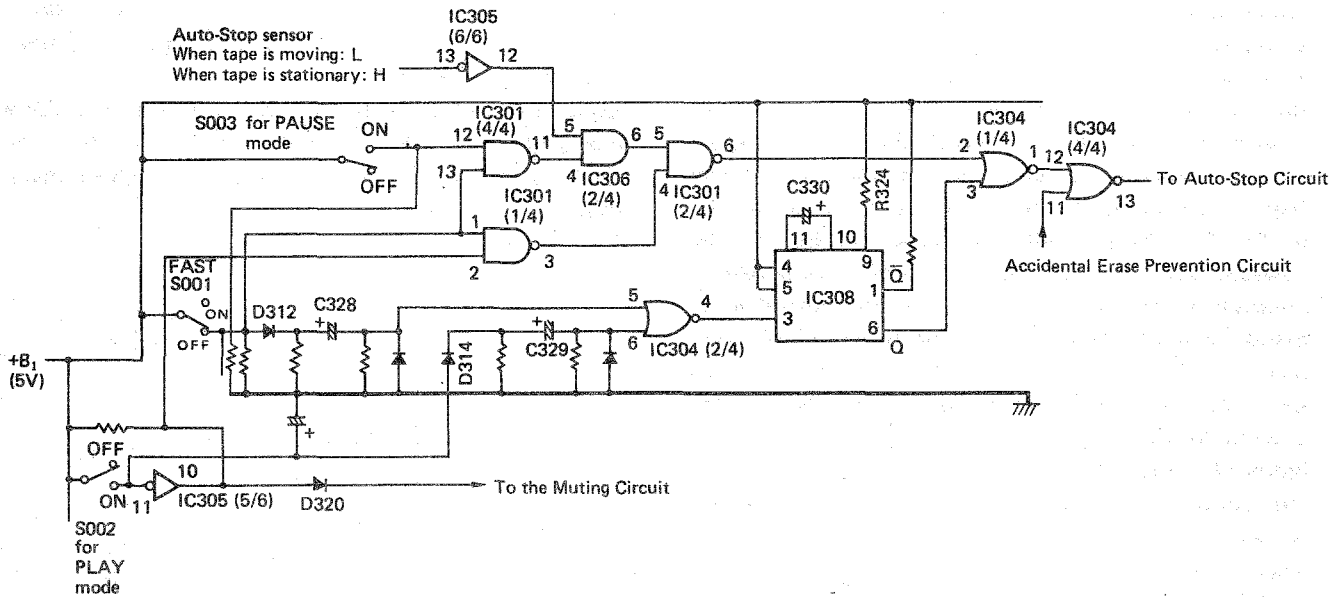 IC305
(6/6)
Auto-Stop sensor
When tape is moving: L
When tape is stationary: H
13
12
S003 for PAUSE
mode
ON
OFF
IC301
(4/4)
12
13
11
5
4
6
IC306
(2/4)
5
4
6
IC301
(2/4)
IC301
(1/4)
1
2
3
IC304
(1/4)
2
3
1
IC304
(4/4)
12
11
13
To Auto-Stop Circuit
Accidental Erase Prevention Circuit
C330
+
R324
11
10
9
4
5
3
IC308
Q̅
1
6
Q
FAST
S001
ON
OFF
D312
C328
+
D314
+
C329
5
6
4
IC304 (2/4)
+B₁
(5V)
+
OFF
ON
11
10
IC305 (5/6)
D320
To the Muting Circuit
S002
for
PLAY
mode